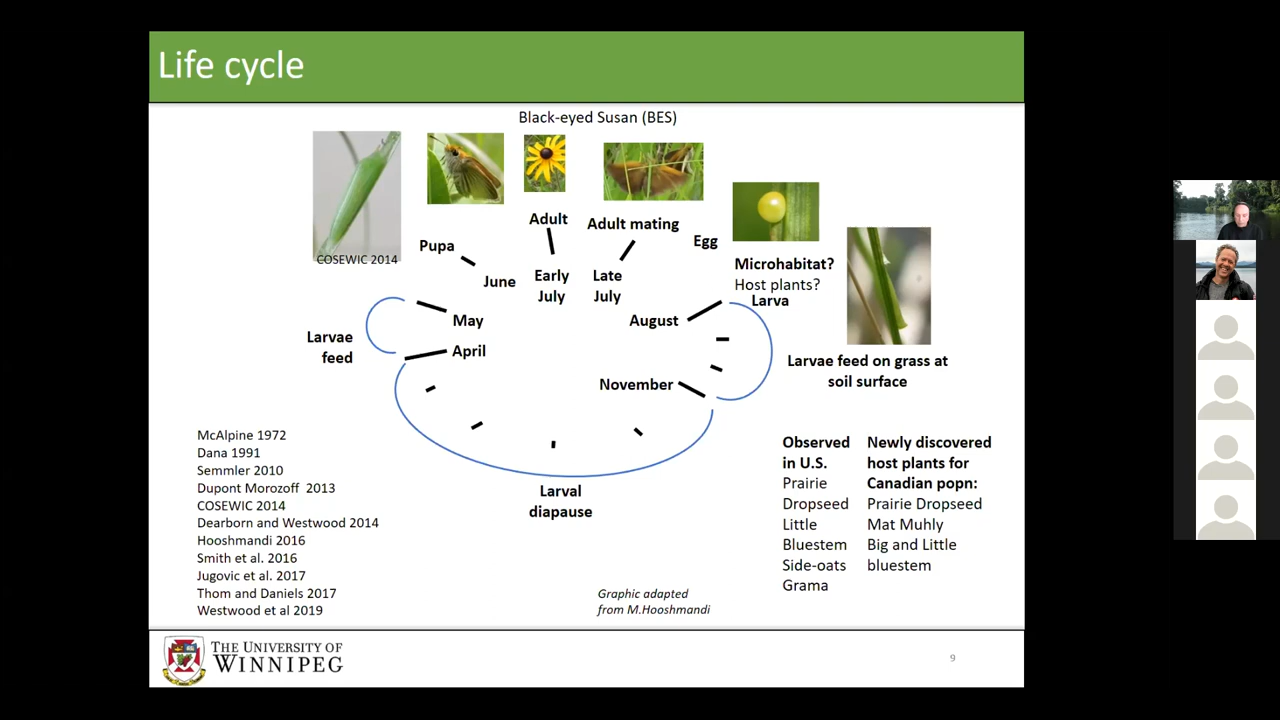 Life cycle
Black-eyed Susan (BES)
COSEWIC 2014
Pupa
June
Adult
Early
July
Adult mating
Late
July
Egg
Microhabitat?
Host plants?
Larva
August
May
April
Larvae
feed
November
Larvae feed on grass at
soil surface
Larval
diapause
McAlpine 1972
Dana 1991
Semmler 2010
Dupont Morozoff  2013
COSEWIC 2014
Dearborn and Westwood 2014
Hooshmandi 2016
Smith et al. 2016
Jugovic et al. 2017
Thom and Daniels 2017
Westwood et al 2019
Graphic adapted
from M.Hooshmandi
Observed
in U.S.
Prairie
Dropseed
Little
Bluestem
Side-oats
Grama
Newly discovered
host plants for
Canadian popn:
Prairie Dropseed
Mat Muhly
Big and Little
bluestem
THE UNIVERSITY OF
WINNIPEG
9